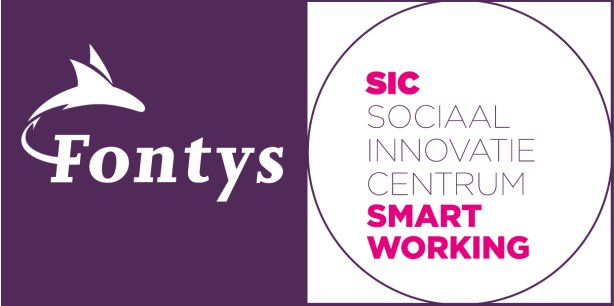 Fontys
SIC
SOCIAAL
INNOVATIE
CENTRUM
SMART
WORKING